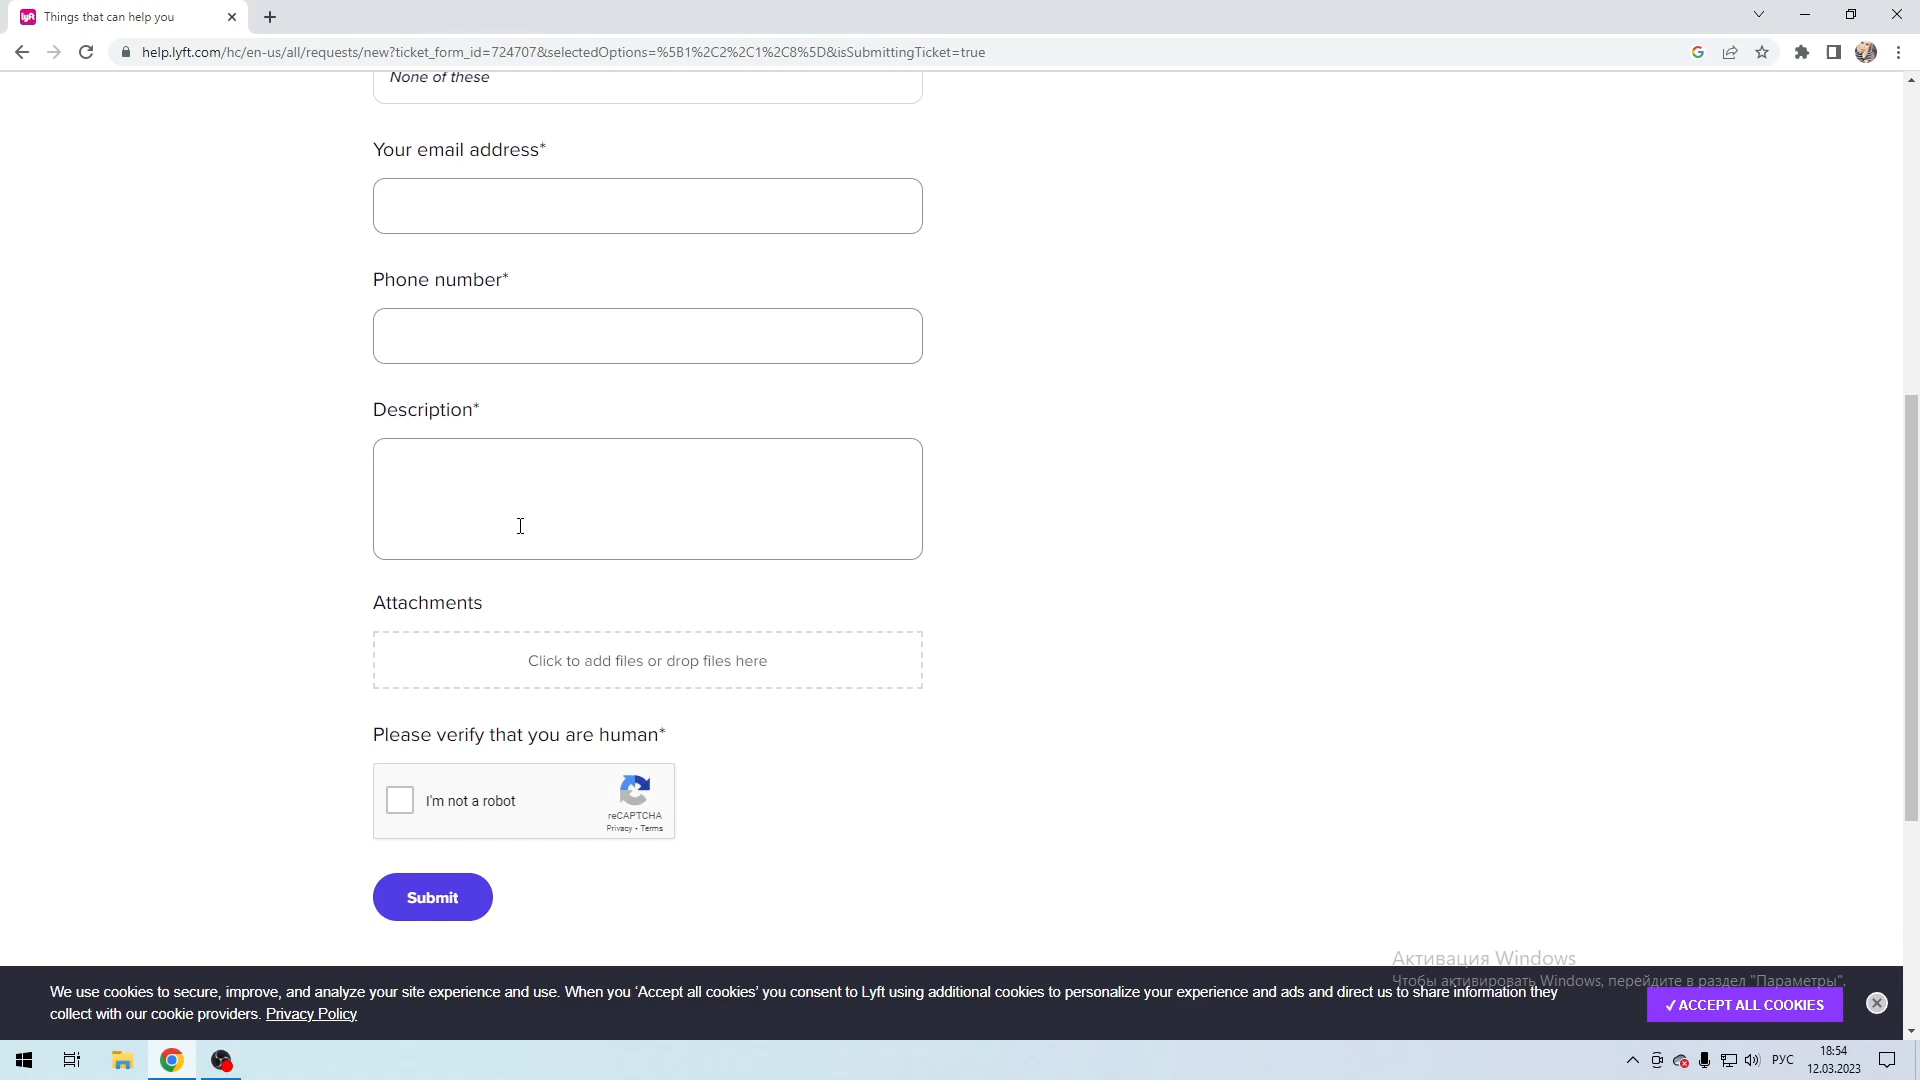 lyft Things that can help you
help.lyft.com/hc/en-us/all/requests/new?ticket_form_id=724707&selectedOptions=%5B1%2C2%2C1%2C8%5D&isSubmittingTicket=true
None of these
Your email address*
Phone number*
Description*
Attachments
Click to add files or drop files here
Please verify that you are human*
I'm not a robot
reCAPTCHA
Privacy - Terms
Submit
Активация Windows
Чтобы активировать Windows, перейдите в раздел "Параметры".
We use cookies to secure, improve, and analyze your site experience and use. When you ‘Accept all cookies’ you consent to Lyft using additional cookies to personalize your experience and ads and direct us to share information they
collect with our cookie providers. Privacy Policy
✓ ACCEPT ALL COOKIES
РУС
18:54
12.03.2023